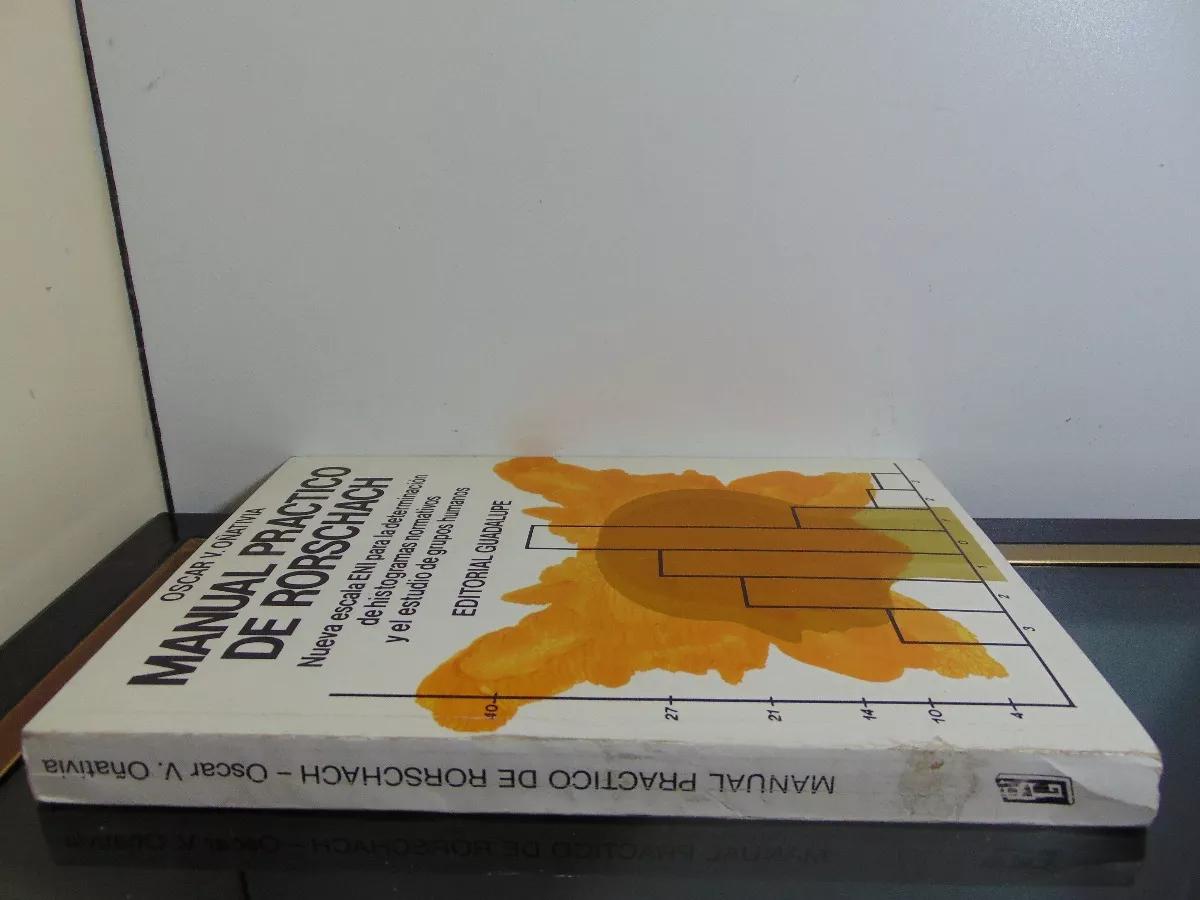 OSCAR V. OÑATIVIA
MANUAL PRACTICO
DE RORSCHACH
Nueva escala ENI para la determinación
de histogramas normativos
y el estudio de grupos humanos
EDITORIAL GUADALUPE
40
27
21
14
10
4
3
2
1
0
1
2
3
MANUAL PRACTICO DE RORSCHACH – Oscar V. Oñativia